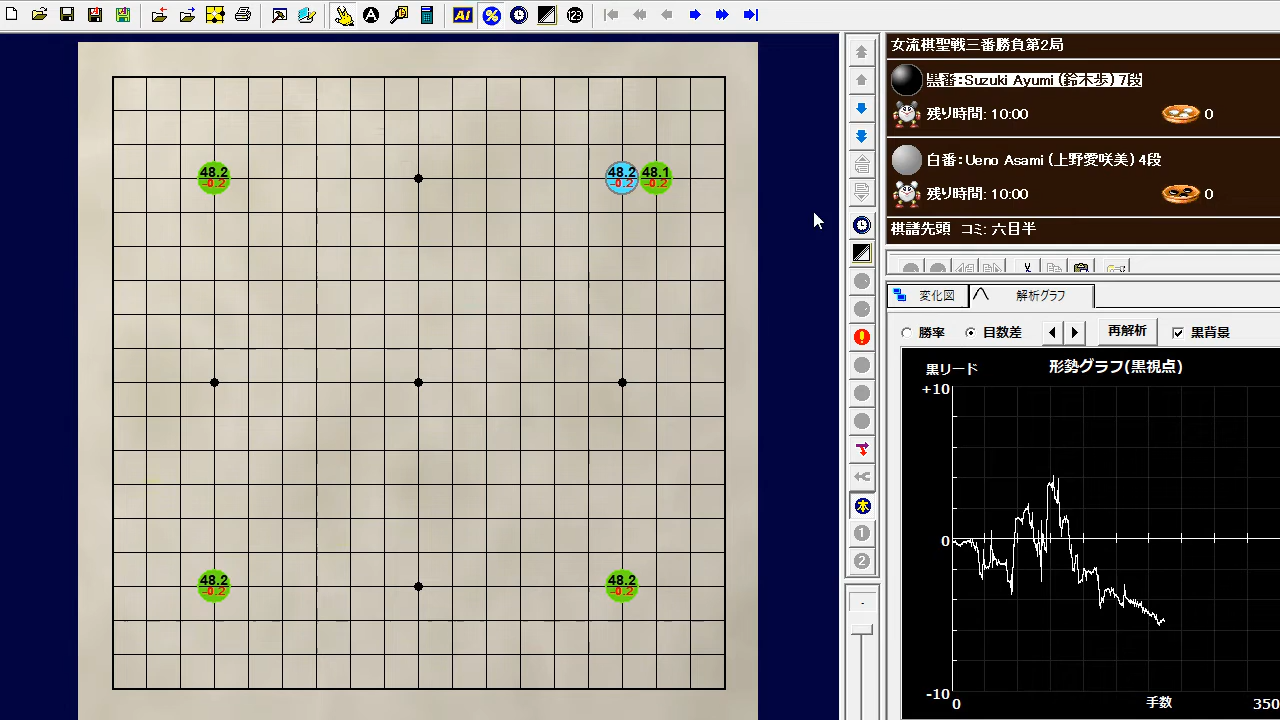 AI % 123
48.2
-0.2
48.2
-0.2
48.1
-0.2
48.2
-0.2
48.2
-0.2
女流棋聖戦三番勝負第2局
黒番:Suzuki Ayumi (鈴木歩) 7段
残り時間: 10:00 0
白番: Ueno Asami (上野愛咲美) 4段
残り時間: 10:00 0
棋譜先頭 コミ: 六目半
変化図 解析グラフ
勝率 目数差 再解析 黒背景
黒リード 形勢グラフ(黒視点)
+10
0
-10
0 手数 350
1
2